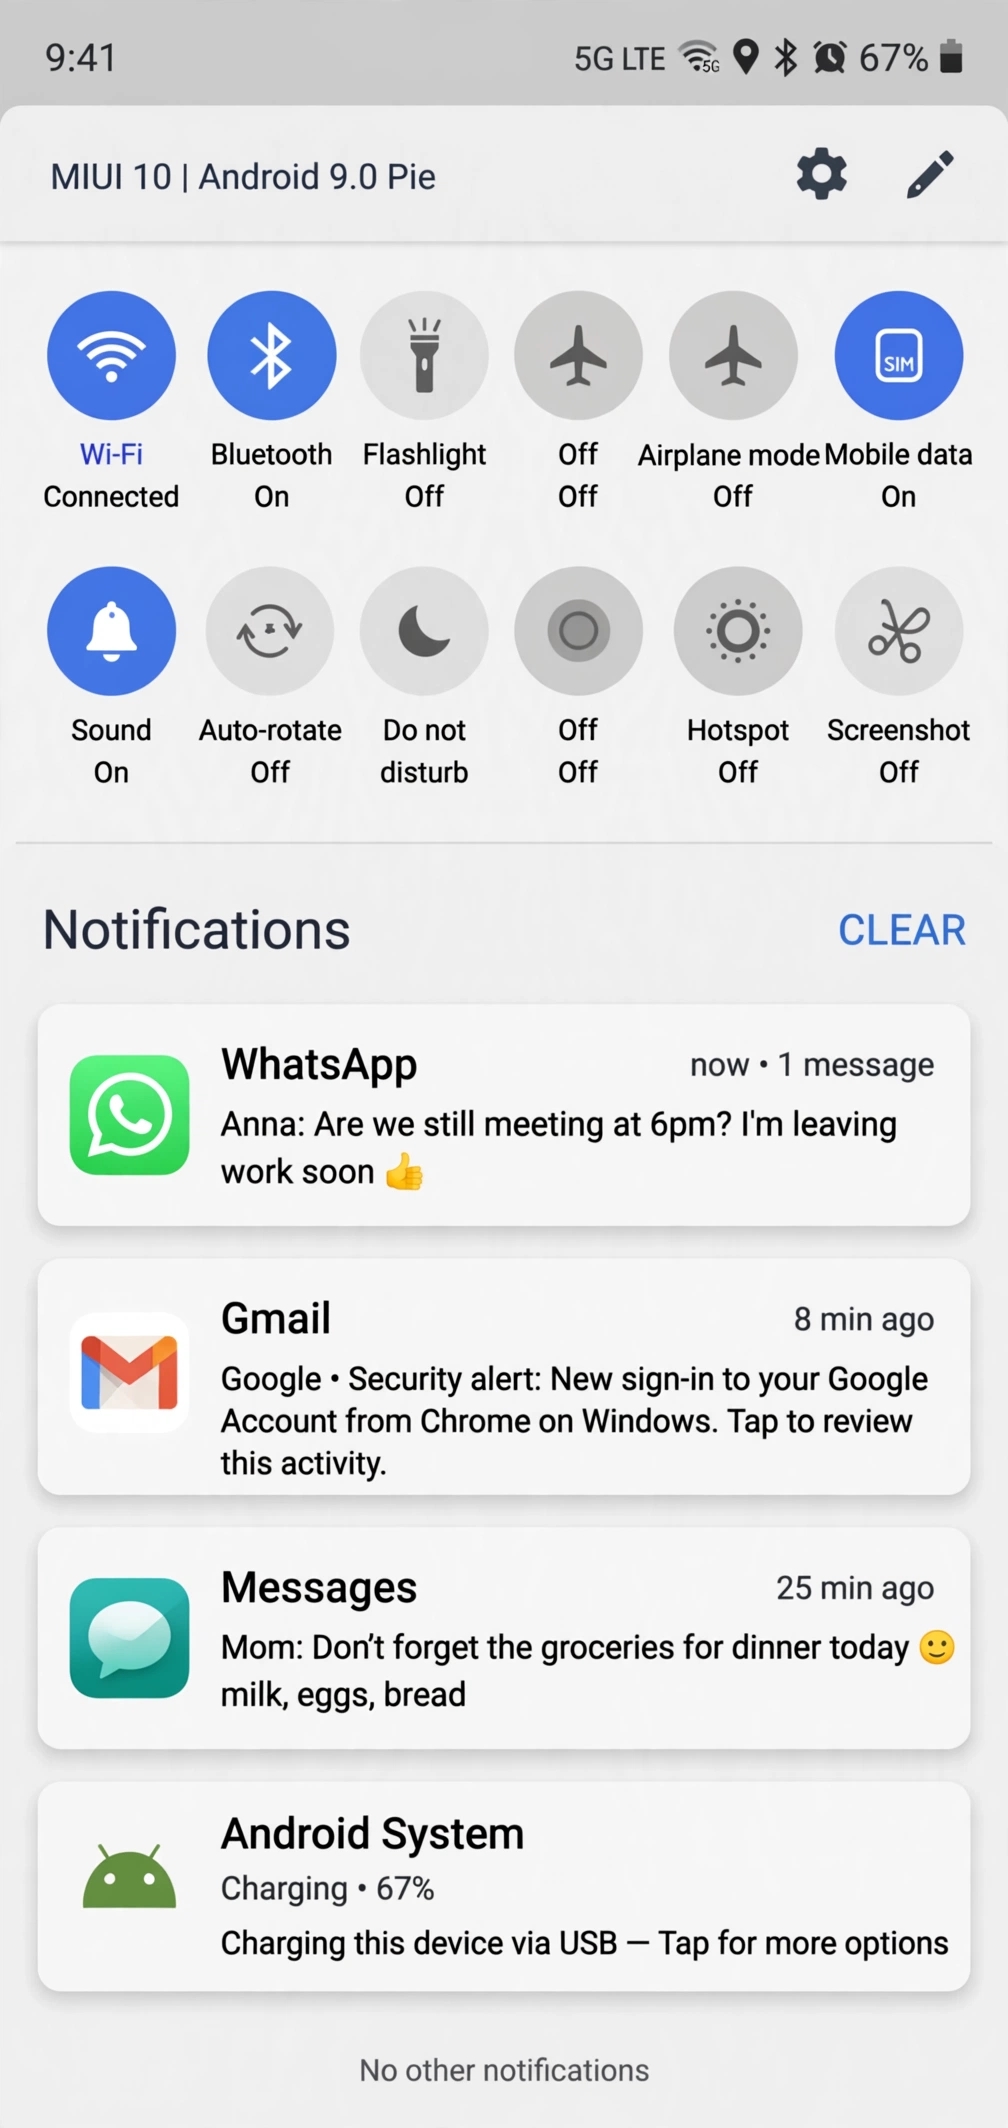 9:41 5G LTE 5G 67%
MIUI 10 | Android 9.0 Pie
SIM
Wi-Fi Bluetooth Flashlight Off Airplane mode Mobile data
Connected On Off Off Off On
Sound Auto-rotate Do not Off Hotspot Screenshot
On Off disturb Off Off Off
Notifications CLEAR
WhatsApp now • 1 message
Anna: Are we still meeting at 6pm? I'm leaving
work soon 👍
Gmail 8 min ago
Google • Security alert: New sign-in to your Google
Account from Chrome on Windows. Tap to review
this activity.
Messages 25 min ago
Mom: Don’t forget the groceries for dinner today 🙂
milk, eggs, bread
Android System
Charging • 67%
Charging this device via USB — Tap for more options
No other notifications